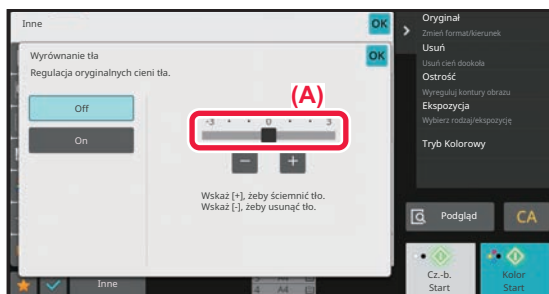 Inne
OK
Wyrównanie tła
OK
Regulacja oryginalnych cieni tła.
Off
On
(A)
-3 • • 0 • • 3
− +
Wskaż [+], żeby ściemnić tło.
Wskaż [-], żeby usunąć tło.
Inne
A4
4 A4
Oryginał
Zmień format/kierunek
Usuń
Usuń cień dookoła
Ostrość
Wyreguluj kontury obrazu
Ekspozycja
Wybierz rodzaj/ekspozycję
Tryb Kolorowy
Podgląd
CA
Cz.-b.
Start
Kolor
Start